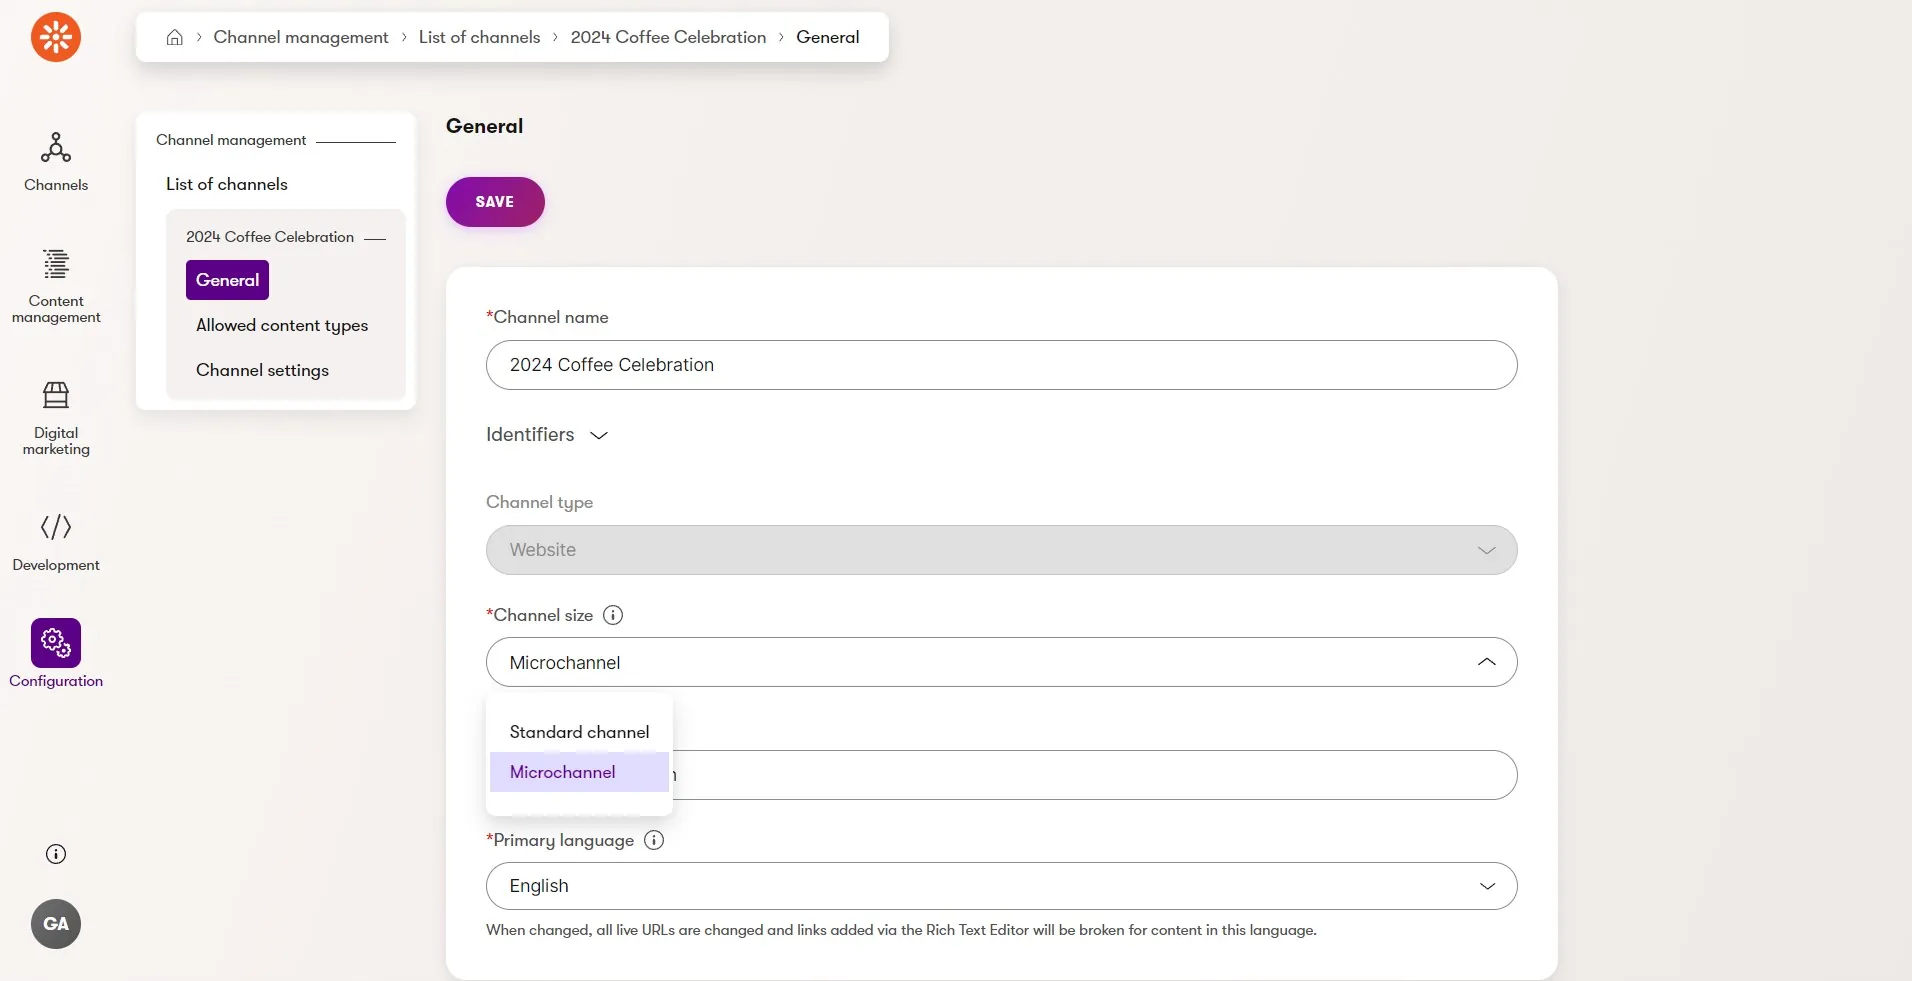 Channel management > List of channels > 2024 Coffee Celebration > General
Channels
Content
management
Digital
marketing
Development
Configuration
GA
Channel management
List of channels
2024 Coffee Celebration
General
Allowed content types
Channel settings
General
SAVE
*Channel name
2024 Coffee Celebration
Identifiers
Channel type
Website
*Channel size
Microchannel
Standard channel
Microchannel
*Primary language
English
When changed, all live URLs are changed and links added via the Rich Text Editor will be broken for content in this language.